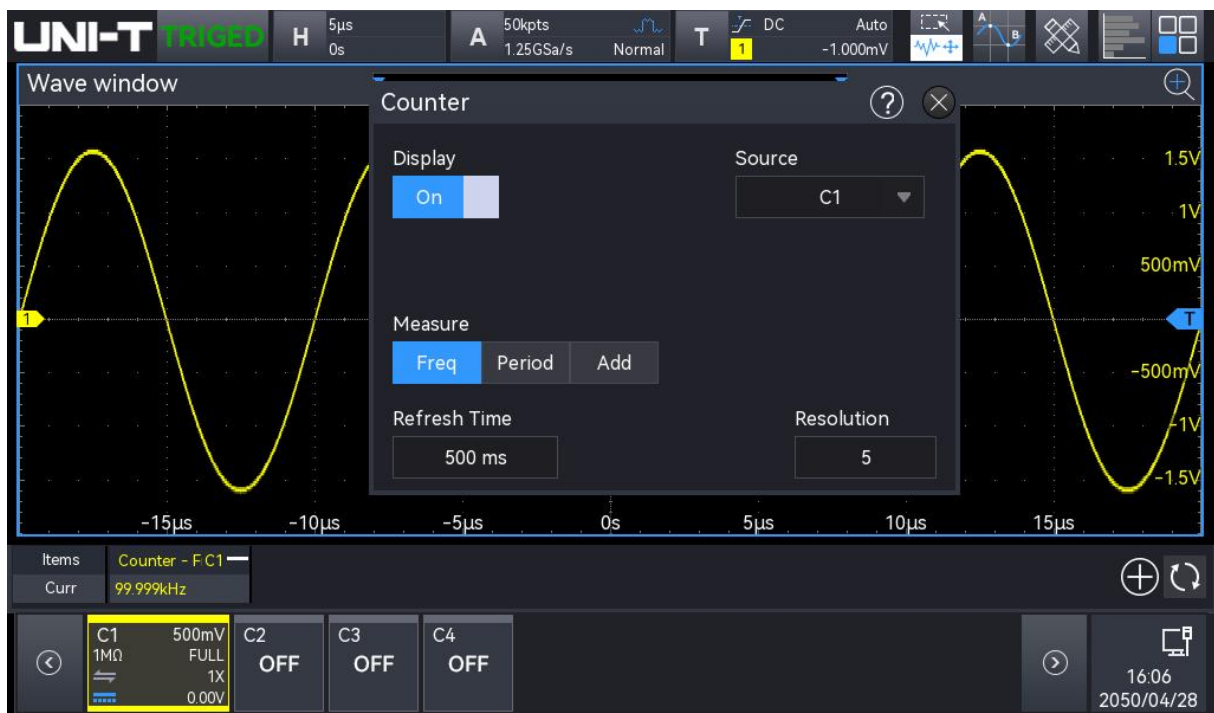 UNI-T TRIGED H 5μs 0s A 50kpts 1.25GSa/s Normal T DC 1 Auto -1.000mV A B
Wave window
Counter ?
Display Source
On C1
Measure
Freq Period Add
Refresh Time Resolution
500 ms 5
1.5V
1V
500mV
1 T
-500mV
-1V
-1.5V
-15μs -10μs -5μs 0s 5μs 10μs 15μs
Items Counter - F C1
Curr 99.999kHz
C1 500mV C2 C3 C4
1MΩ FULL OFF OFF OFF
1X 16:06
0.00V 2050/04/28